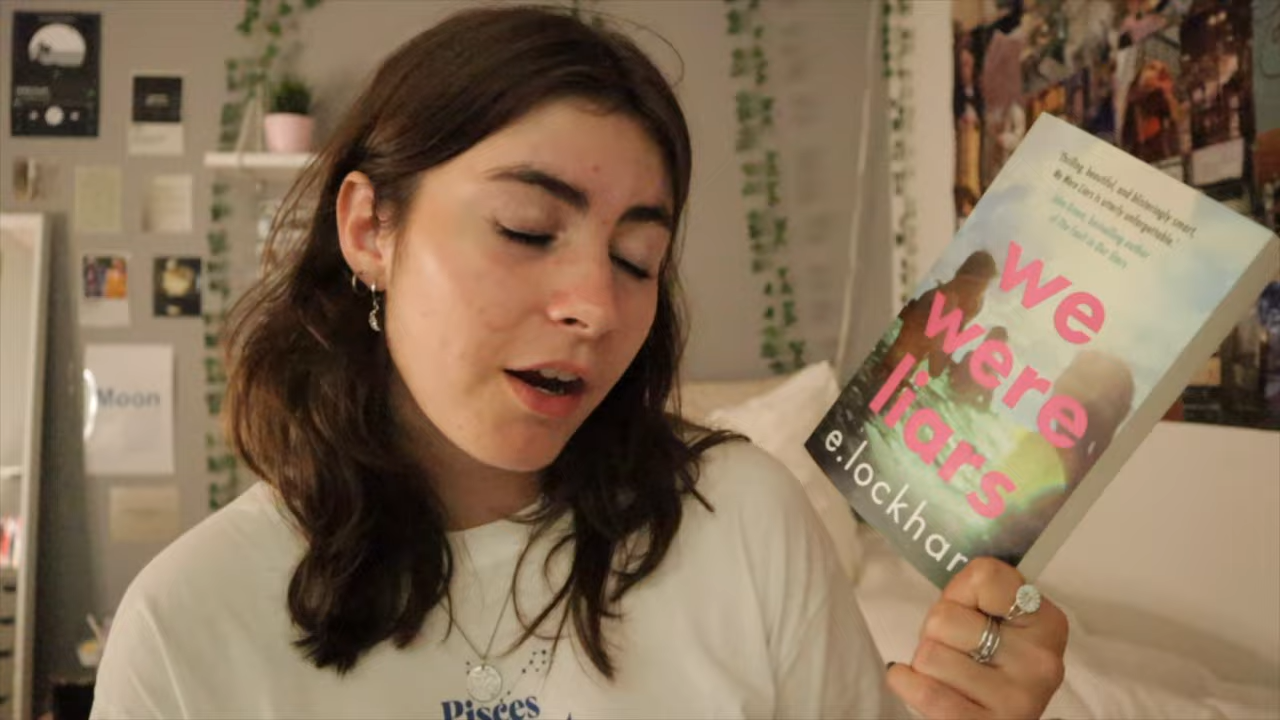 Moon
'Thrilling, beautiful, and blisteringly smart,
We Were Liars is utterly unforgettable.'
John Green, bestselling author
of The Fault in Our Stars
we
were
liars
e.lockhar
Pisces